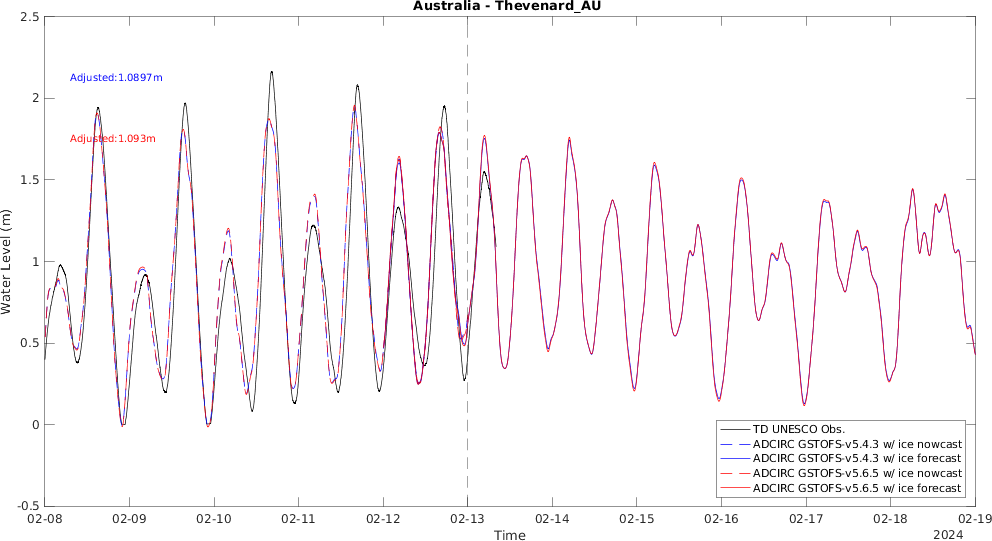 Australia - Thevenard_AU
2.5
2
1.5
1
0.5
0
-0.5
Water Level (m)
Adjusted:1.0897m
Adjusted:1.093m
TD UNESCO Obs.
ADCIRC GSTOFS-v5.4.3 w/ ice nowcast
ADCIRC GSTOFS-v5.4.3 w/ ice forecast
ADCIRC GSTOFS-v5.6.5 w/ ice nowcast
ADCIRC GSTOFS-v5.6.5 w/ ice forecast
02-08 02-09 02-10 02-11 02-12 02-13 02-14 02-15 02-16 02-17 02-18 02-19
Time
2024